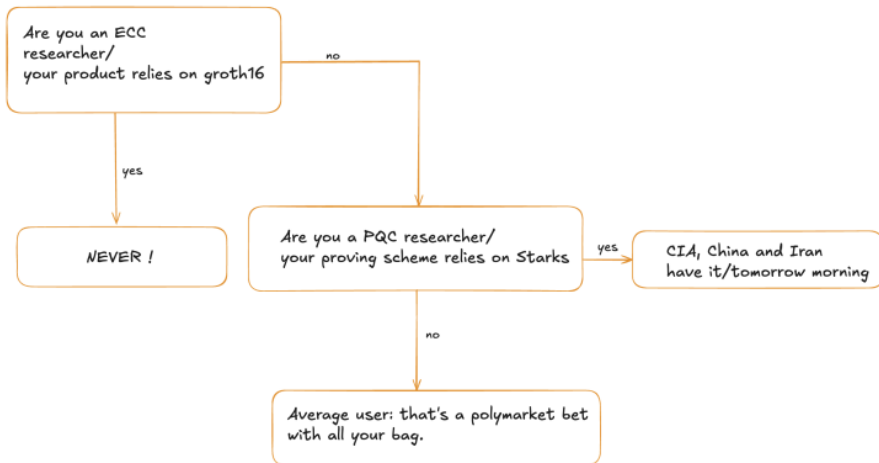 Are you an ECC
researcher/
your product relies on groth16
no
yes
NEVER !
Are you a PQC researcher/
your proving scheme relies on Starks
yes
CIA, China and Iran
have it/tomorrow morning
no
Average user: that's a polymarket bet
with all your bag.